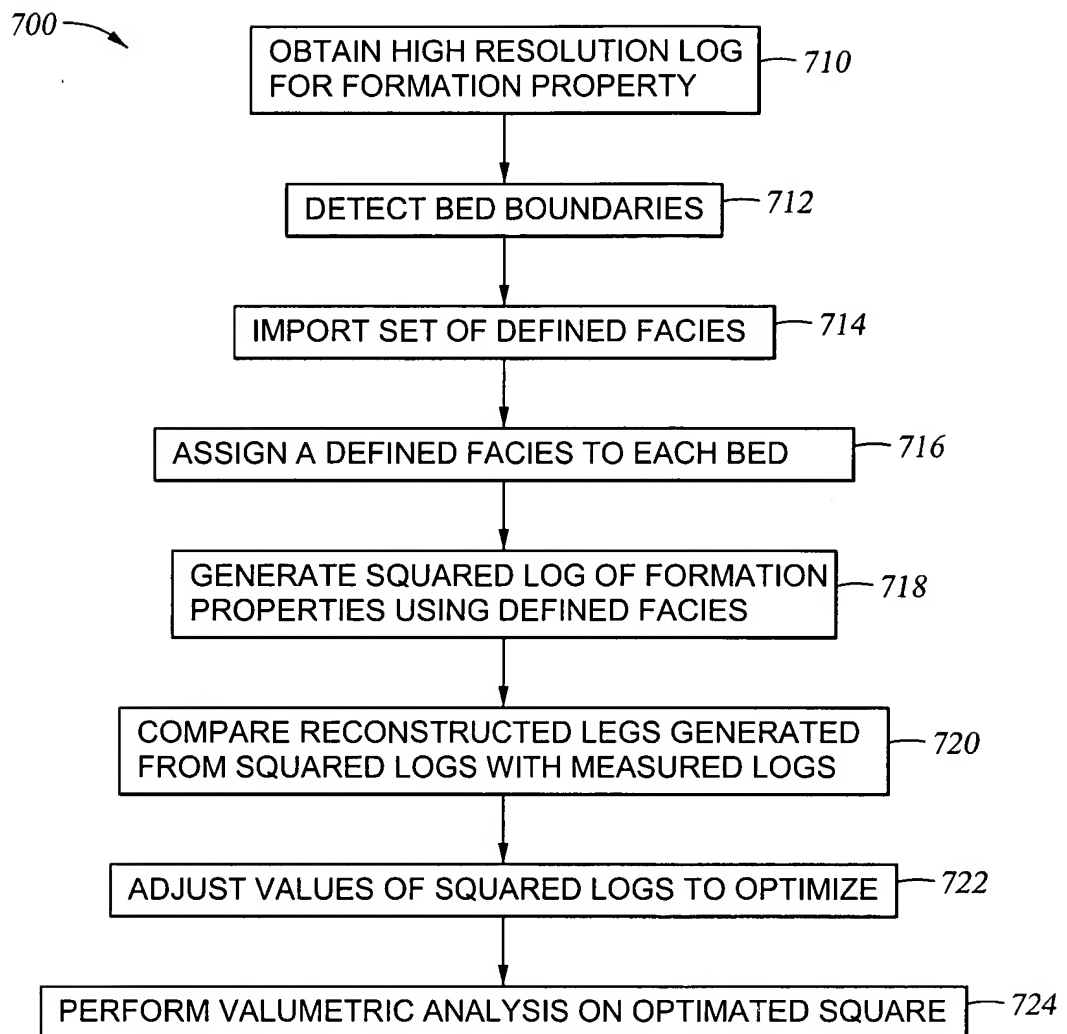 700
OBTAIN HIGH RESOLUTION LOG
FOR FORMATION PROPERTY
710
DETECT BED BOUNDARIES
712
IMPORT SET OF DEFINED FACIES
714
ASSIGN A DEFINED FACIES TO EACH BED
716
GENERATE SQUARED LOG OF FORMATION
PROPERTIES USING DEFINED FACIES
718
COMPARE RECONSTRUCTED LEGS GENERATED
FROM SQUARED LOGS WITH MEASURED LOGS
720
ADJUST VALUES OF SQUARED LOGS TO OPTIMIZE
722
PERFORM VALUMETRIC ANALYSIS ON OPTIMATED SQUARE
724